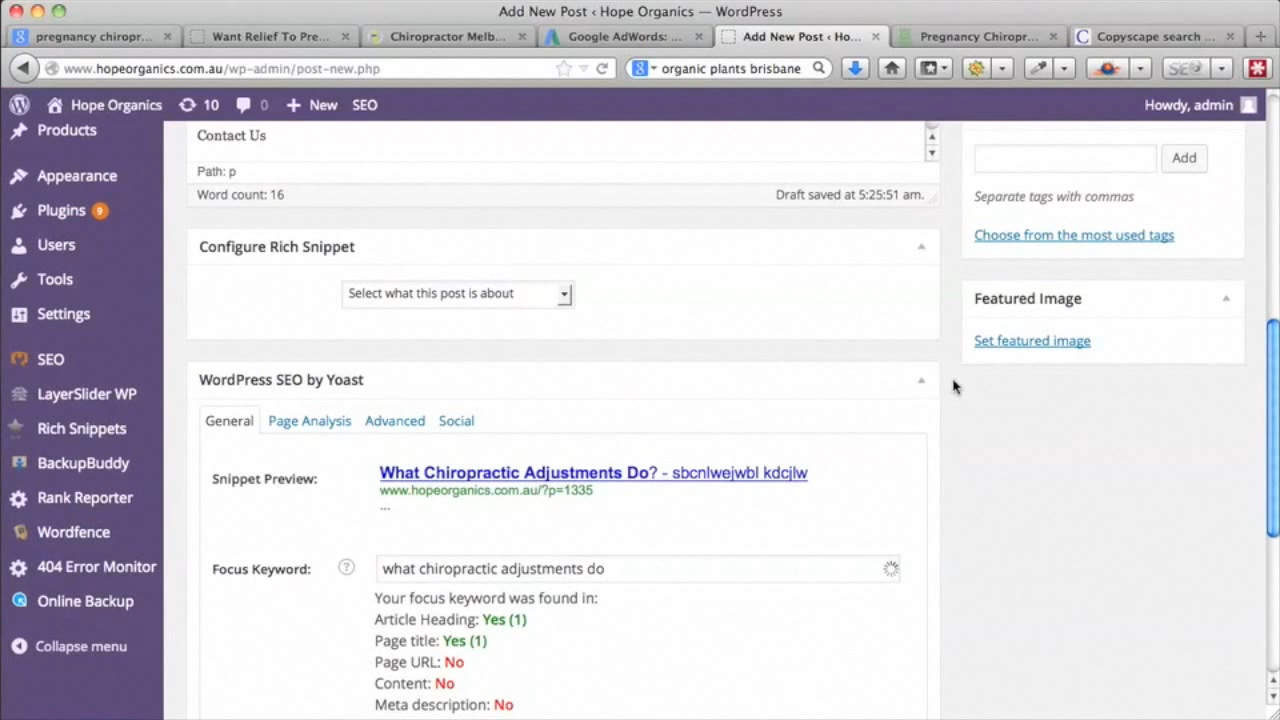 Add New Post ‹ Hope Organics — WordPress
pregnancy chiropr...
Want Relief To Pre...
Chiropractor Melb...
Google AdWords: ...
Add New Post ‹ Ho...
Pregnancy Chiropr...
Copyscape search ...
www.hopeorganics.com.au/wp-admin/post-new.php
organic plants brisbane
SEO
Hope Organics
10
0
New
SEO
Howdy, admin
Products
Appearance
Plugins 9
Users
Tools
Settings
SEO
LayerSlider WP
Rich Snippets
BackupBuddy
Rank Reporter
Wordfence
404 Error Monitor
Online Backup
Collapse menu
Contact Us
Path: p
Word count: 16
Draft saved at 5:25:51 am.
Configure Rich Snippet
Select what this post is about
WordPress SEO by Yoast
General
Page Analysis
Advanced
Social
Snippet Preview:
What Chiropractic Adjustments Do? - sbcnlwejwbl kdcjlw
www.hopeorganics.com.au/?p=1335
...
Focus Keyword:
?
what chiropractic adjustments do
Your focus keyword was found in:
Article Heading: Yes (1)
Page title: Yes (1)
Page URL: No
Content: No
Meta description: No
Add
Separate tags with commas
Choose from the most used tags
Featured Image
Set featured image